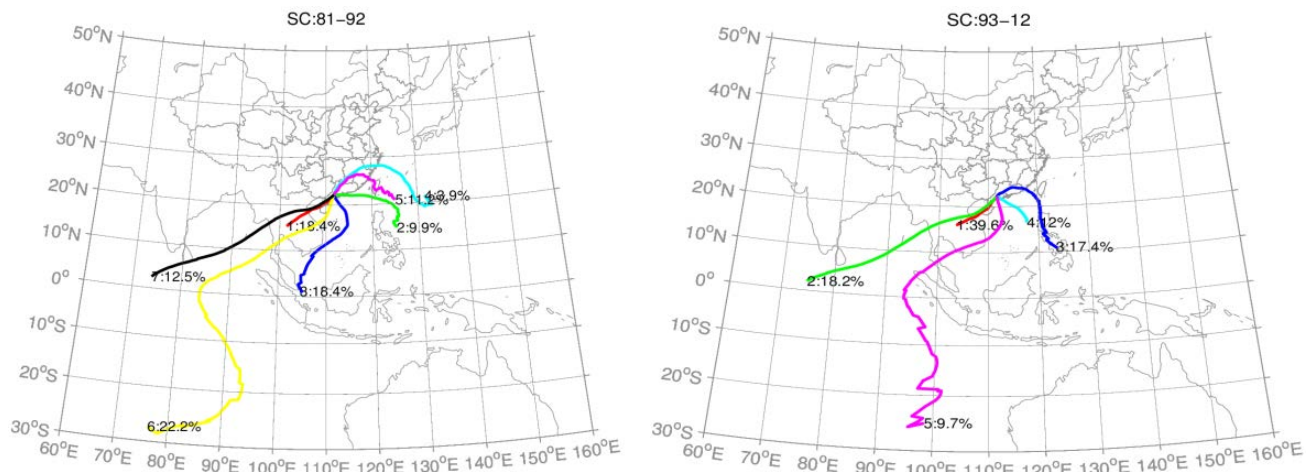 SC:81-92
50°N
40°N
30°N
20°N
10°N
0°
10°S
20°S
30°S
60°E
70°E
80°E
90°E
100°E
110°E
120°E
130°E
140°E
150°E
160°E
1:18.4%
2:9.9%
3:18.4%
5:11.2%
6:22.2%
7:12.5%
SC:93-12
50°N
40°N
30°N
20°N
10°N
0°
10°S
20°S
30°S
60°E
70°E
80°E
90°E
100°E
110°E
120°E
130°E
140°E
150°E
160°E
1:39.6%
4:12%
3:17.4%
2:18.2%
5:9.7%